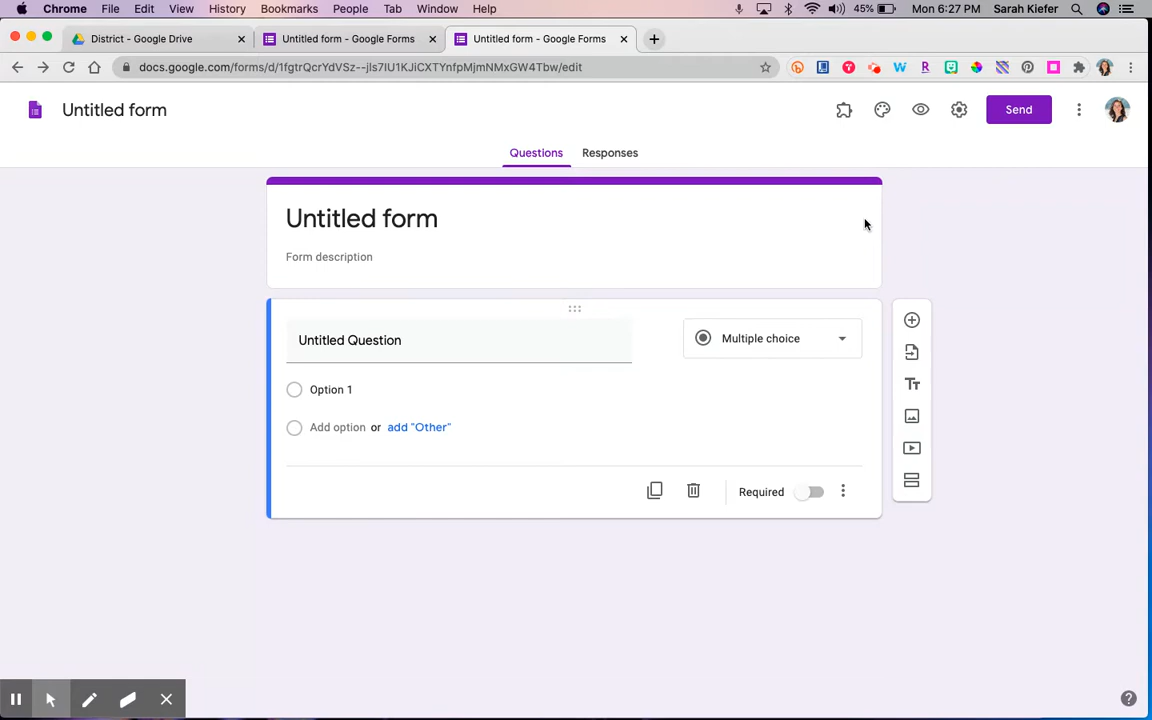 Chrome File Edit View History Bookmarks People Tab Window Help 45% Mon 6:27 PM Sarah Kiefer
District - Google Drive Untitled form - Google Forms Untitled form - Google Forms
docs.google.com/forms/d/1fgtrQcrYdVSz--jls7IU1KJiCXTYnfpMjmNMxGW4Tbw/edit
Untitled form Send
Questions Responses
Untitled form
Form description
Untitled Question Multiple choice
Option 1
Add option or add "Other"
Required